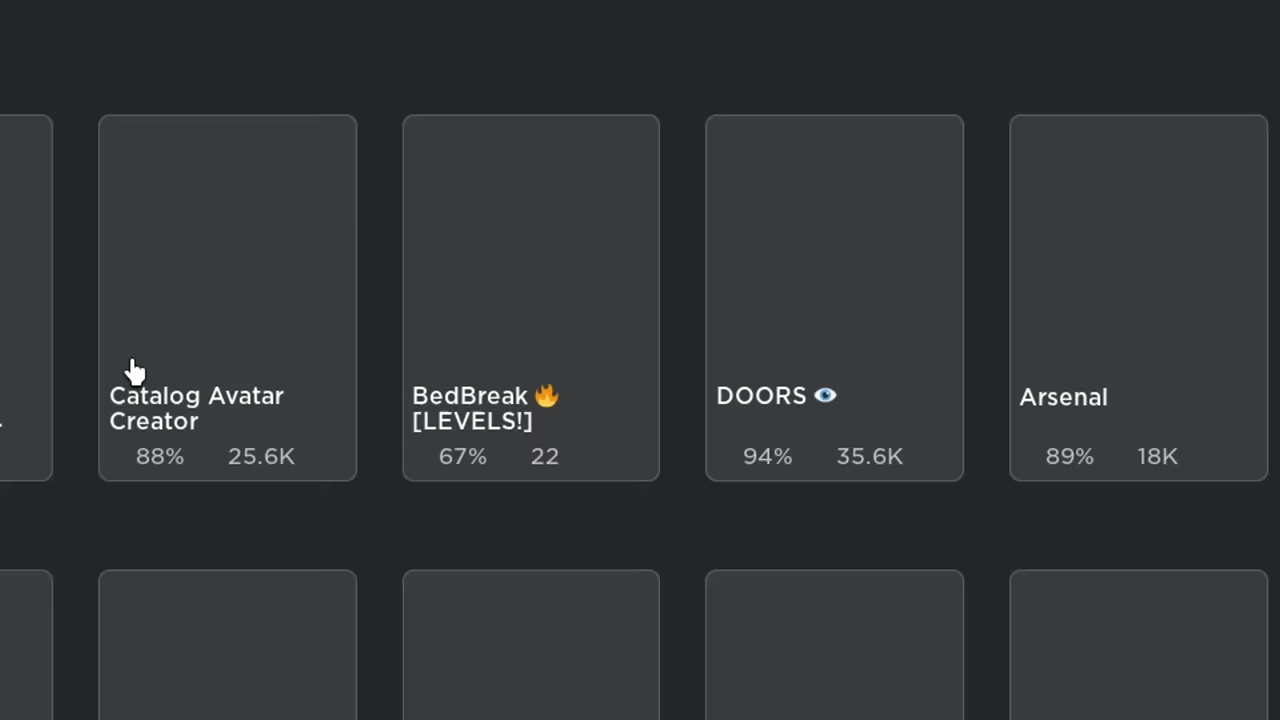 Catalog Avatar
Creator
88% 25.6K
BedBreak 🔥
[LEVELS!]
67% 22
DOORS 👁️
94% 35.6K
Arsenal
89% 18K